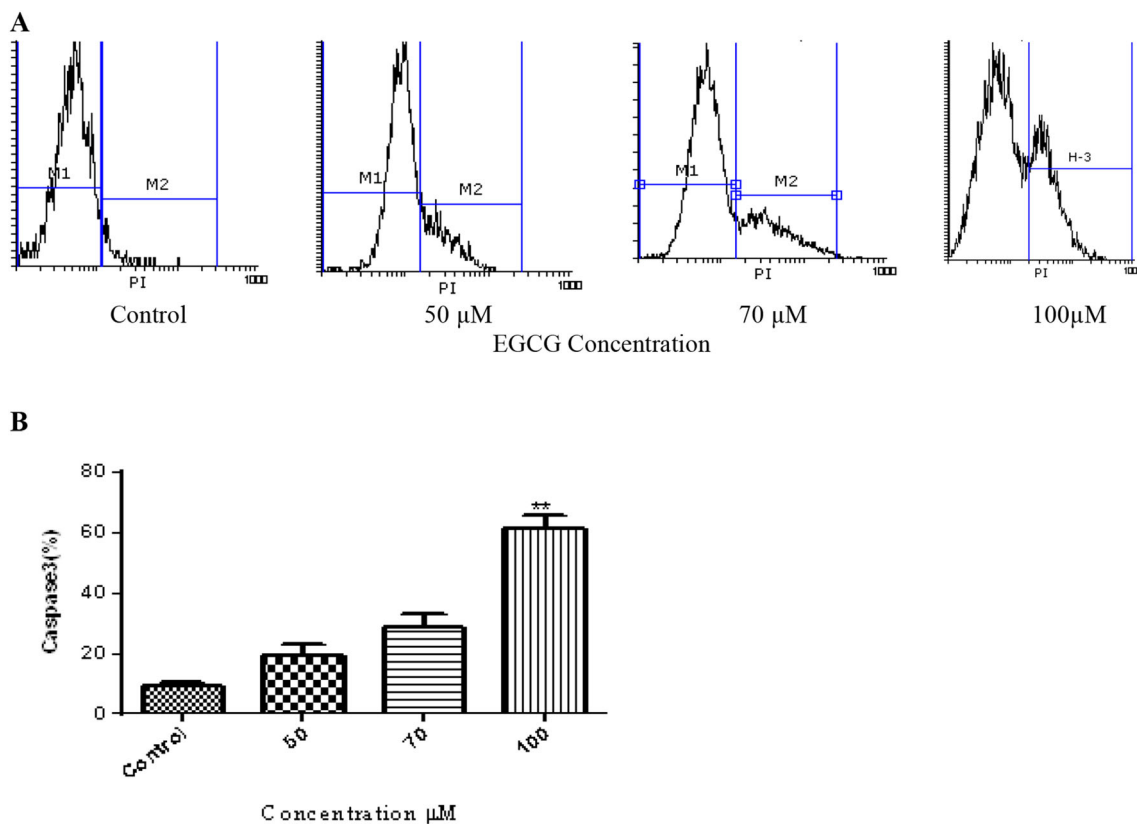 A
M1 M2 M1 M2 M1 M2 H-3
PI 1000 PI 1000 PI 1000 PI 1000
Control 50 µM 70 µM 100µM
EGCG Concentration
B
Caspase3(%)
80
60
40
20
0
**
Control 50 70 100
Concentration µM